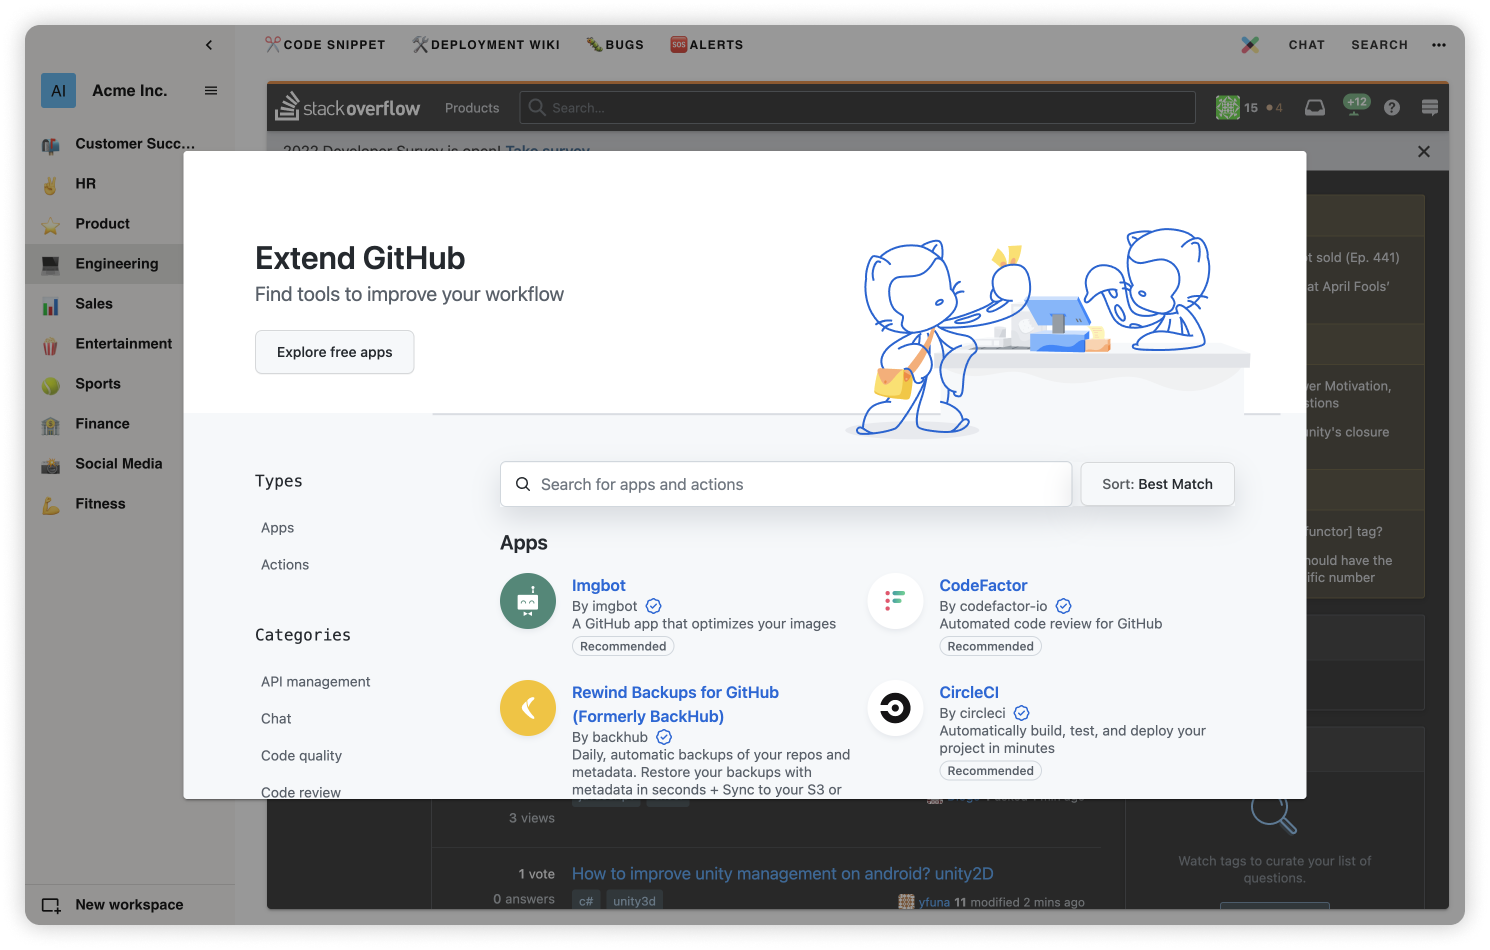 ✂️CODE SNIPPET 🛠️DEPLOYMENT WIKI 🐛BUGS 🆘ALERTS CHAT SEARCH •••
AI Acme Inc.
Customer Succ...
HR
Product
Engineering
Sales
Entertainment
Sports
Finance
Social Media
Fitness
New workspace
stackoverflow Products Search... 15 4 +12
2022 Developer Survey is open! Take survey
Extend GitHub
Find tools to improve your workflow
Explore free apps
Types
Apps
Actions
Categories
API management
Chat
Code quality
Code review
Search for apps and actions
Sort: Best Match
Apps
Imgbot
By imgbot
A GitHub app that optimizes your images
Recommended
CodeFactor
By codefactor-io
Automated code review for GitHub
Recommended
Rewind Backups for GitHub
(Formerly BackHub)
By backhub
Daily, automatic backups of your repos and
metadata. Restore your backups with
metadata in seconds + Sync to your S3 or
CircleCI
By circleci
Automatically build, test, and deploy your
project in minutes
Recommended
t sold (Ep. 441)
at April Fools’
er Motivation,
stions
nity's closure
functor] tag?
ould have the
ific number
3 views
1 vote
0 answers
How to improve unity management on android? unity2D
c# unity3d
yfuna 11 modified 2 mins ago
Watch tags to curate your list of
questions.